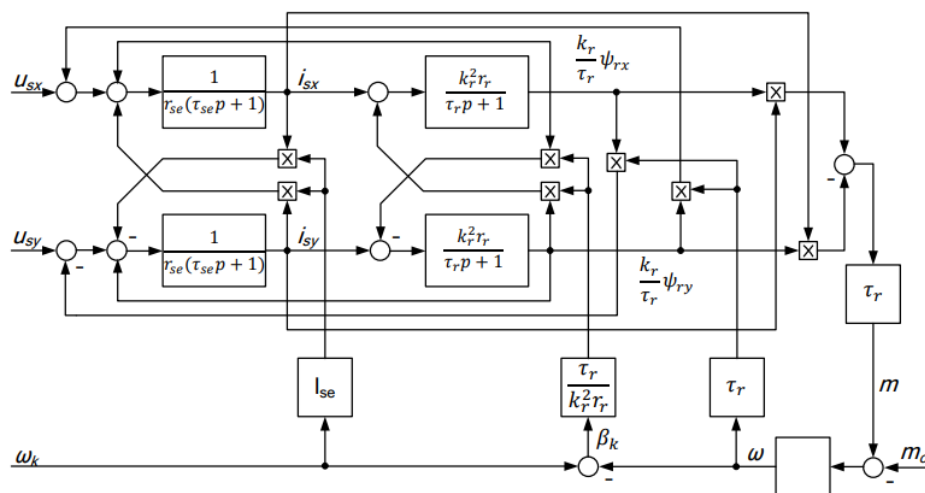 k_r/τ_r ψ_rx
u_sx
1/(r_se(τ_se p + 1))
i_sx
k_r^2 r_r/(τ_r p + 1)
X
-
X
X
X
X
X
X
u_sy
-
-
1/(r_se(τ_se p + 1))
i_sy
-
k_r^2 r_r/(τ_r p + 1)
X
k_r/τ_r ψ_ry
τ_r
l_se
τ_r/(k_r^2 r_r)
τ_r
m
ω_k
β_k
-
ω
-